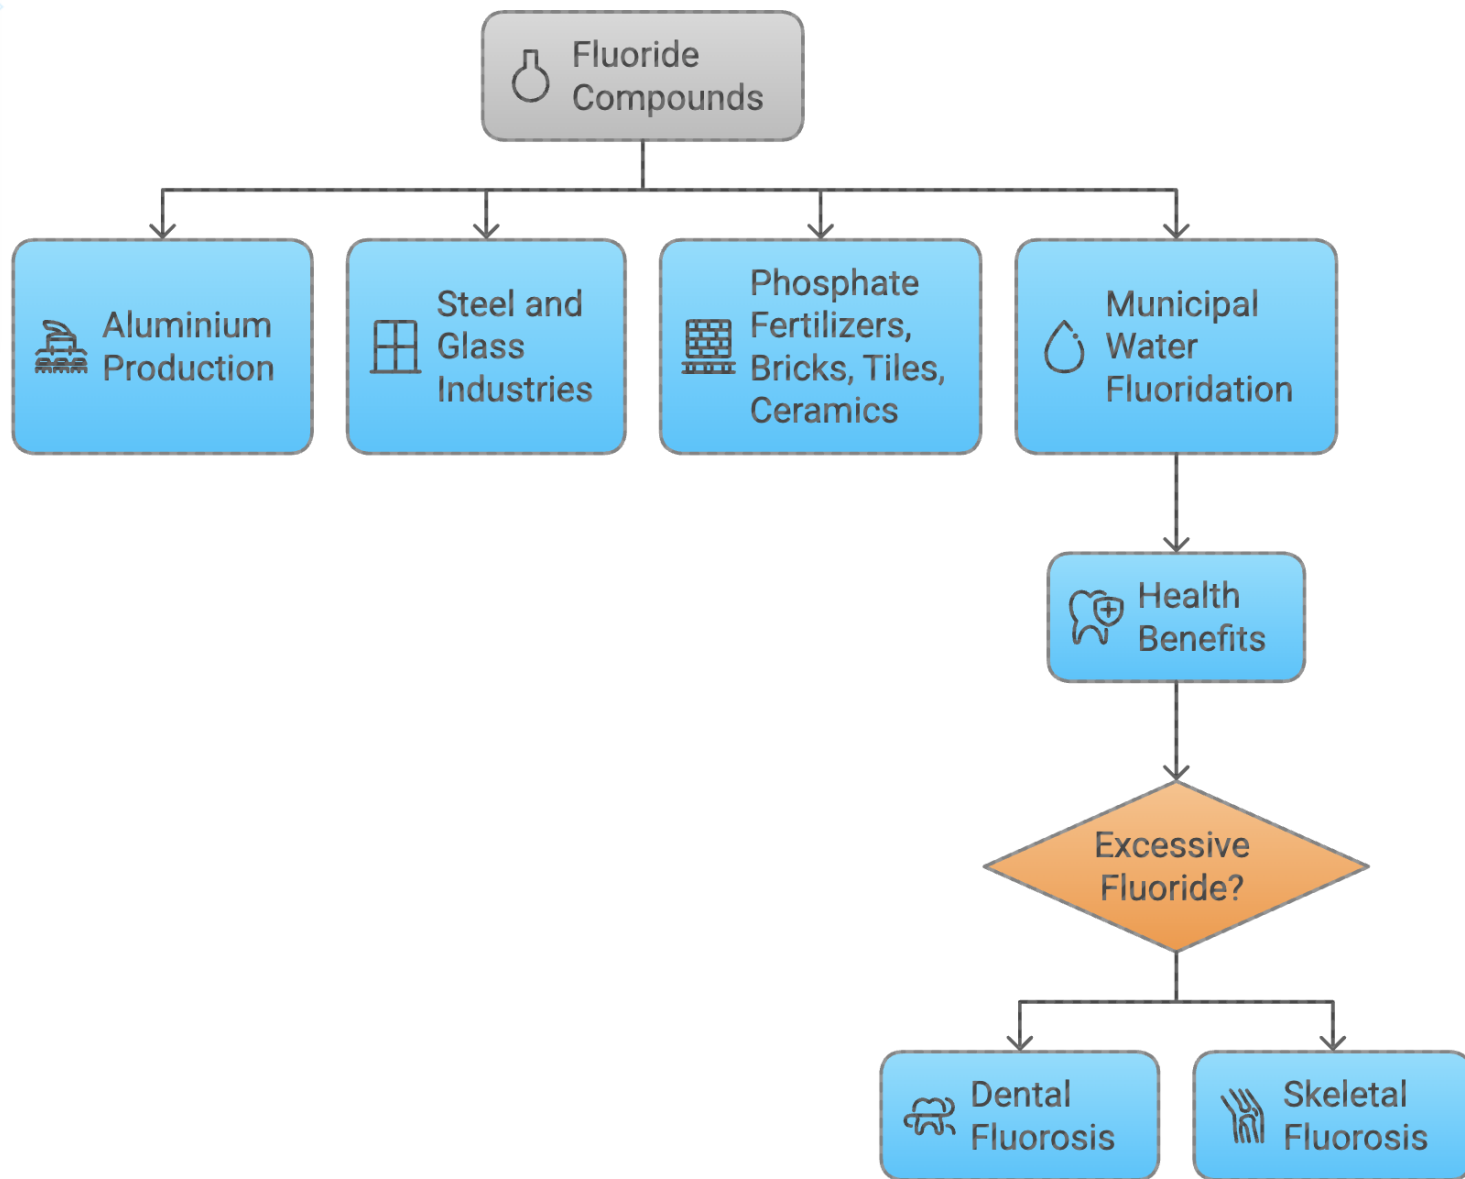 Fluoride
Compounds
Aluminium
Production
Steel and
Glass
Industries
Phosphate
Fertilizers,
Bricks, Tiles,
Ceramics
Municipal
Water
Fluoridation
Health
Benefits
Excessive
Fluoride?
Dental
Fluorosis
Skeletal
Fluorosis